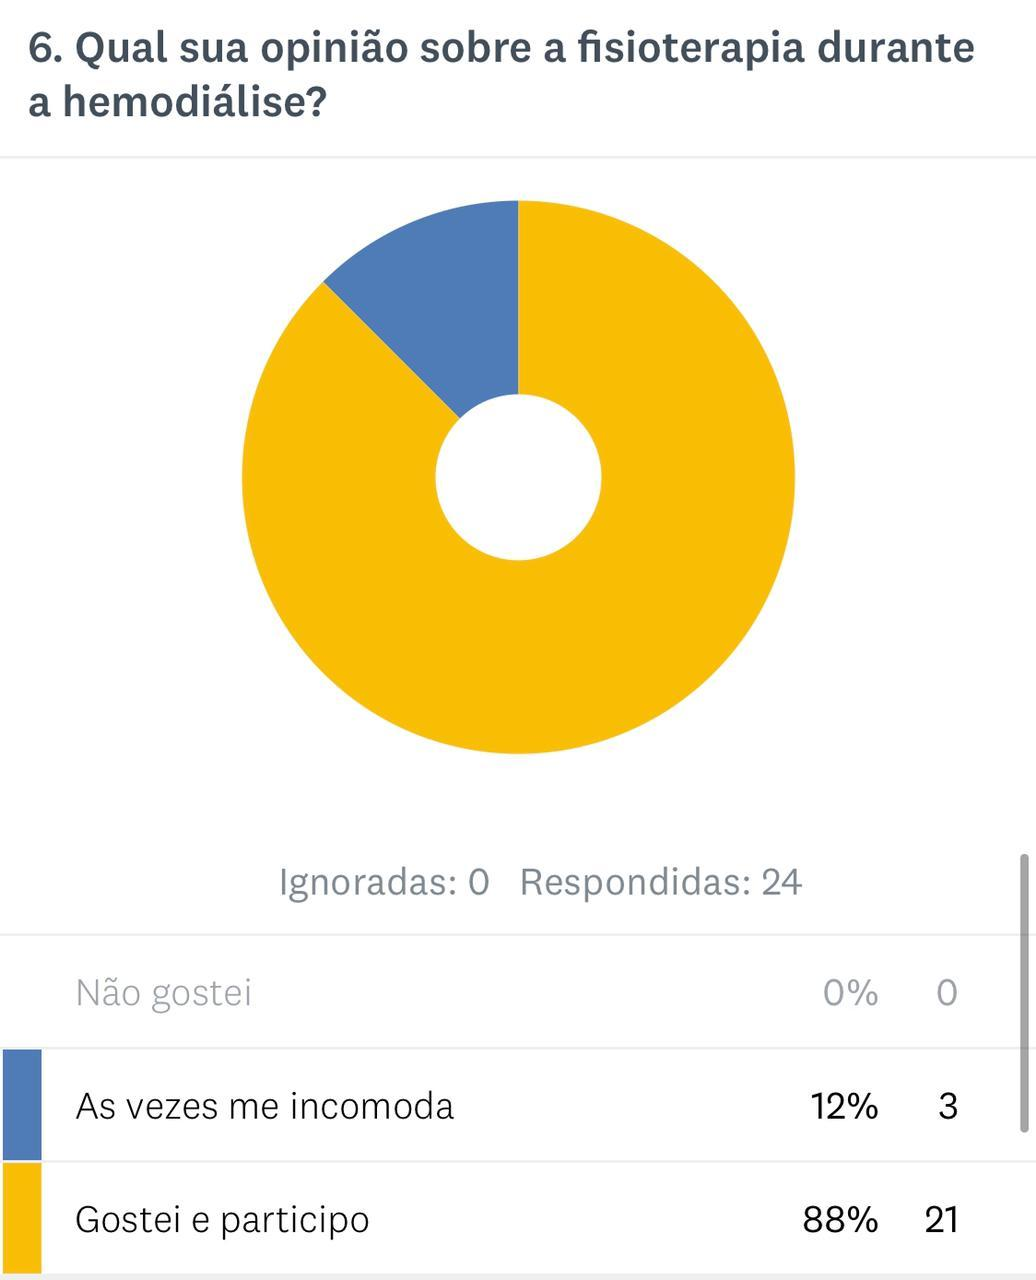 6. Qual sua opinião sobre a fisioterapia durante
a hemodiálise?
Ignoradas: 0 Respondidas: 24
Não gostei 0% 0
As vezes me incomoda 12% 3
Gostei e participo 88% 21